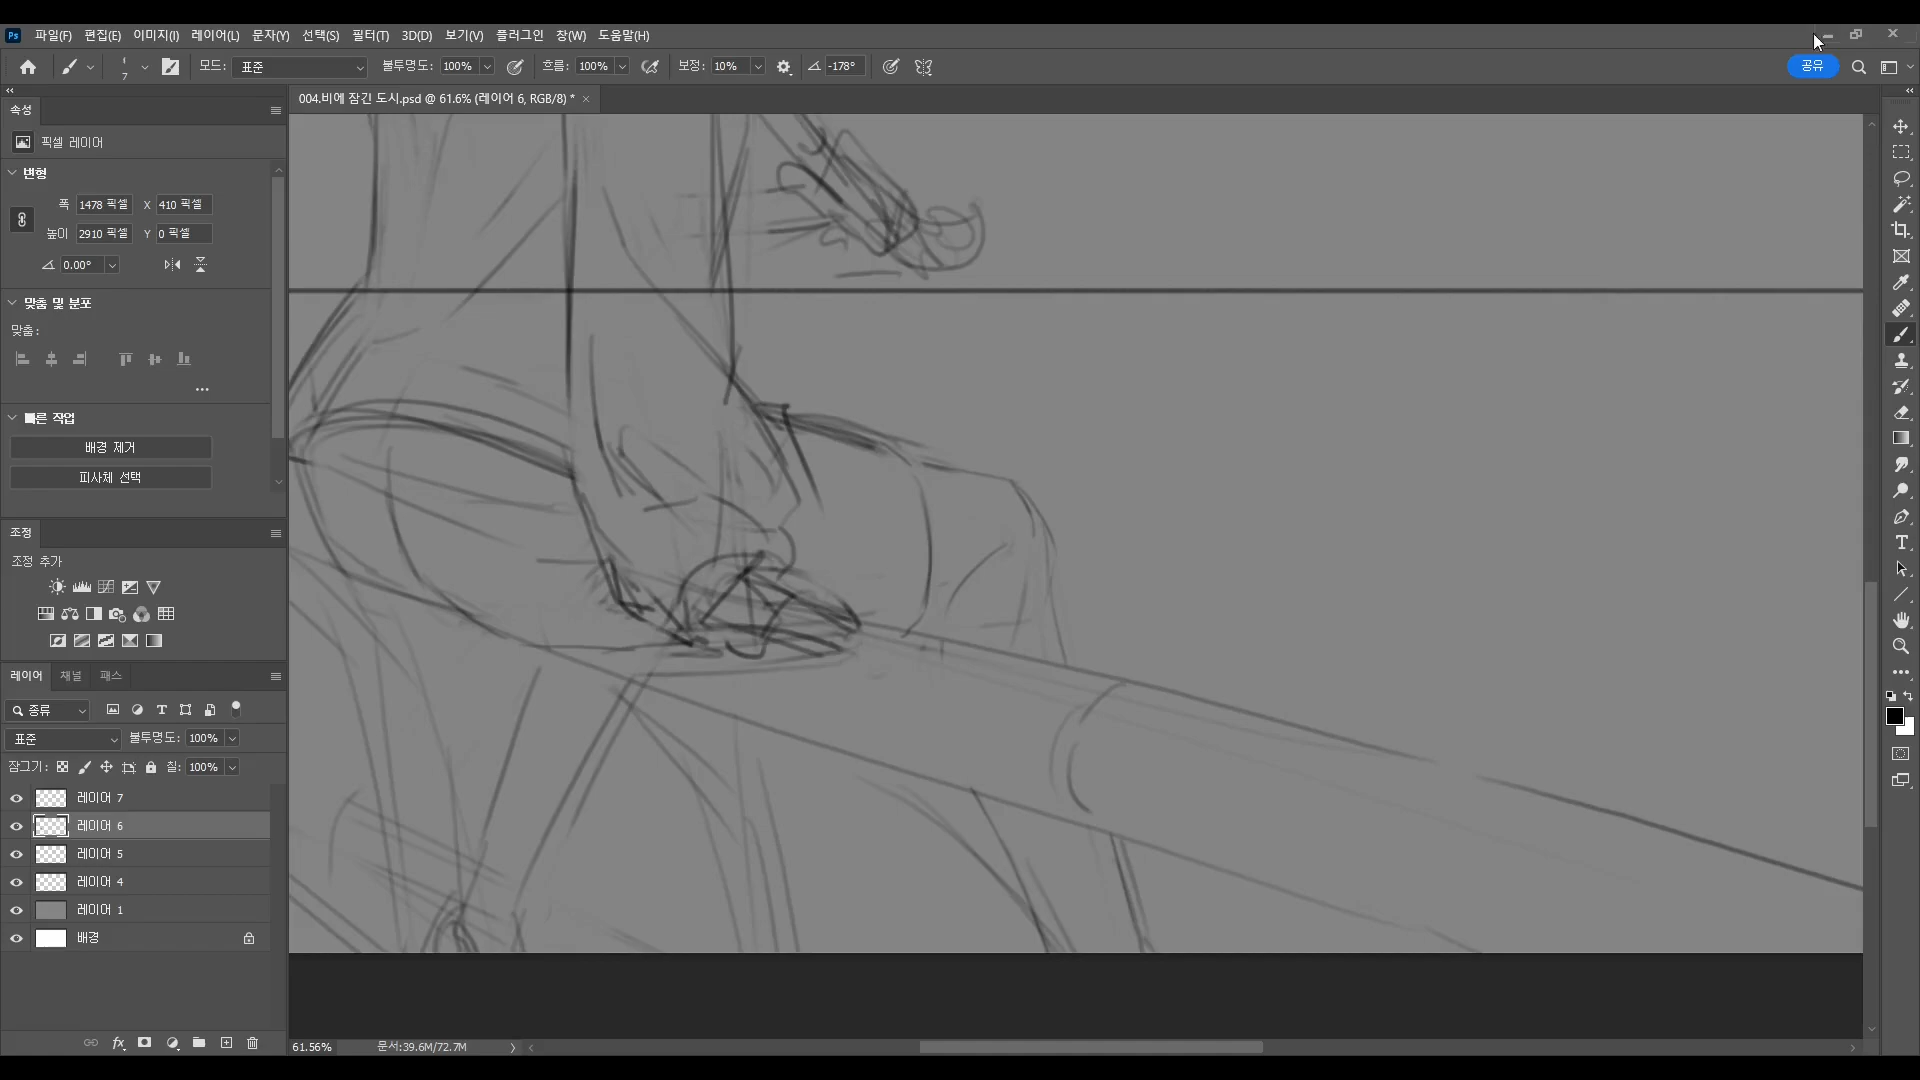 Ps 파일(F) 편집(E) 이미지(I) 레이어(L) 문자(Y) 선택(S) 필터(T) 3D(D) 보기(V) 플러그인 창(W) 도움말(H)
7 모드: 표준 불투명도: 100% 흐름: 100% 보정: 10% -178° 공유
004.비에 잠긴 도시.psd @ 61.6% (레이어 6, RGB/8) *
속성
픽셀 레이어
변형
폭 1478 픽셀 X 410 픽셀
높이 2910 픽셀 Y 0 픽셀
0.00°
맞춤 및 분포
맞춤:
빠른 작업
배경 제거
피사체 선택
조정
조정 추가
레이어 채널 패스
종류
표준 불투명도: 100%
잠그기: 칠: 100%
레이어 7
레이어 6
레이어 5
레이어 4
레이어 1
배경
fx
61.56% 문서:39.6M/72.7M